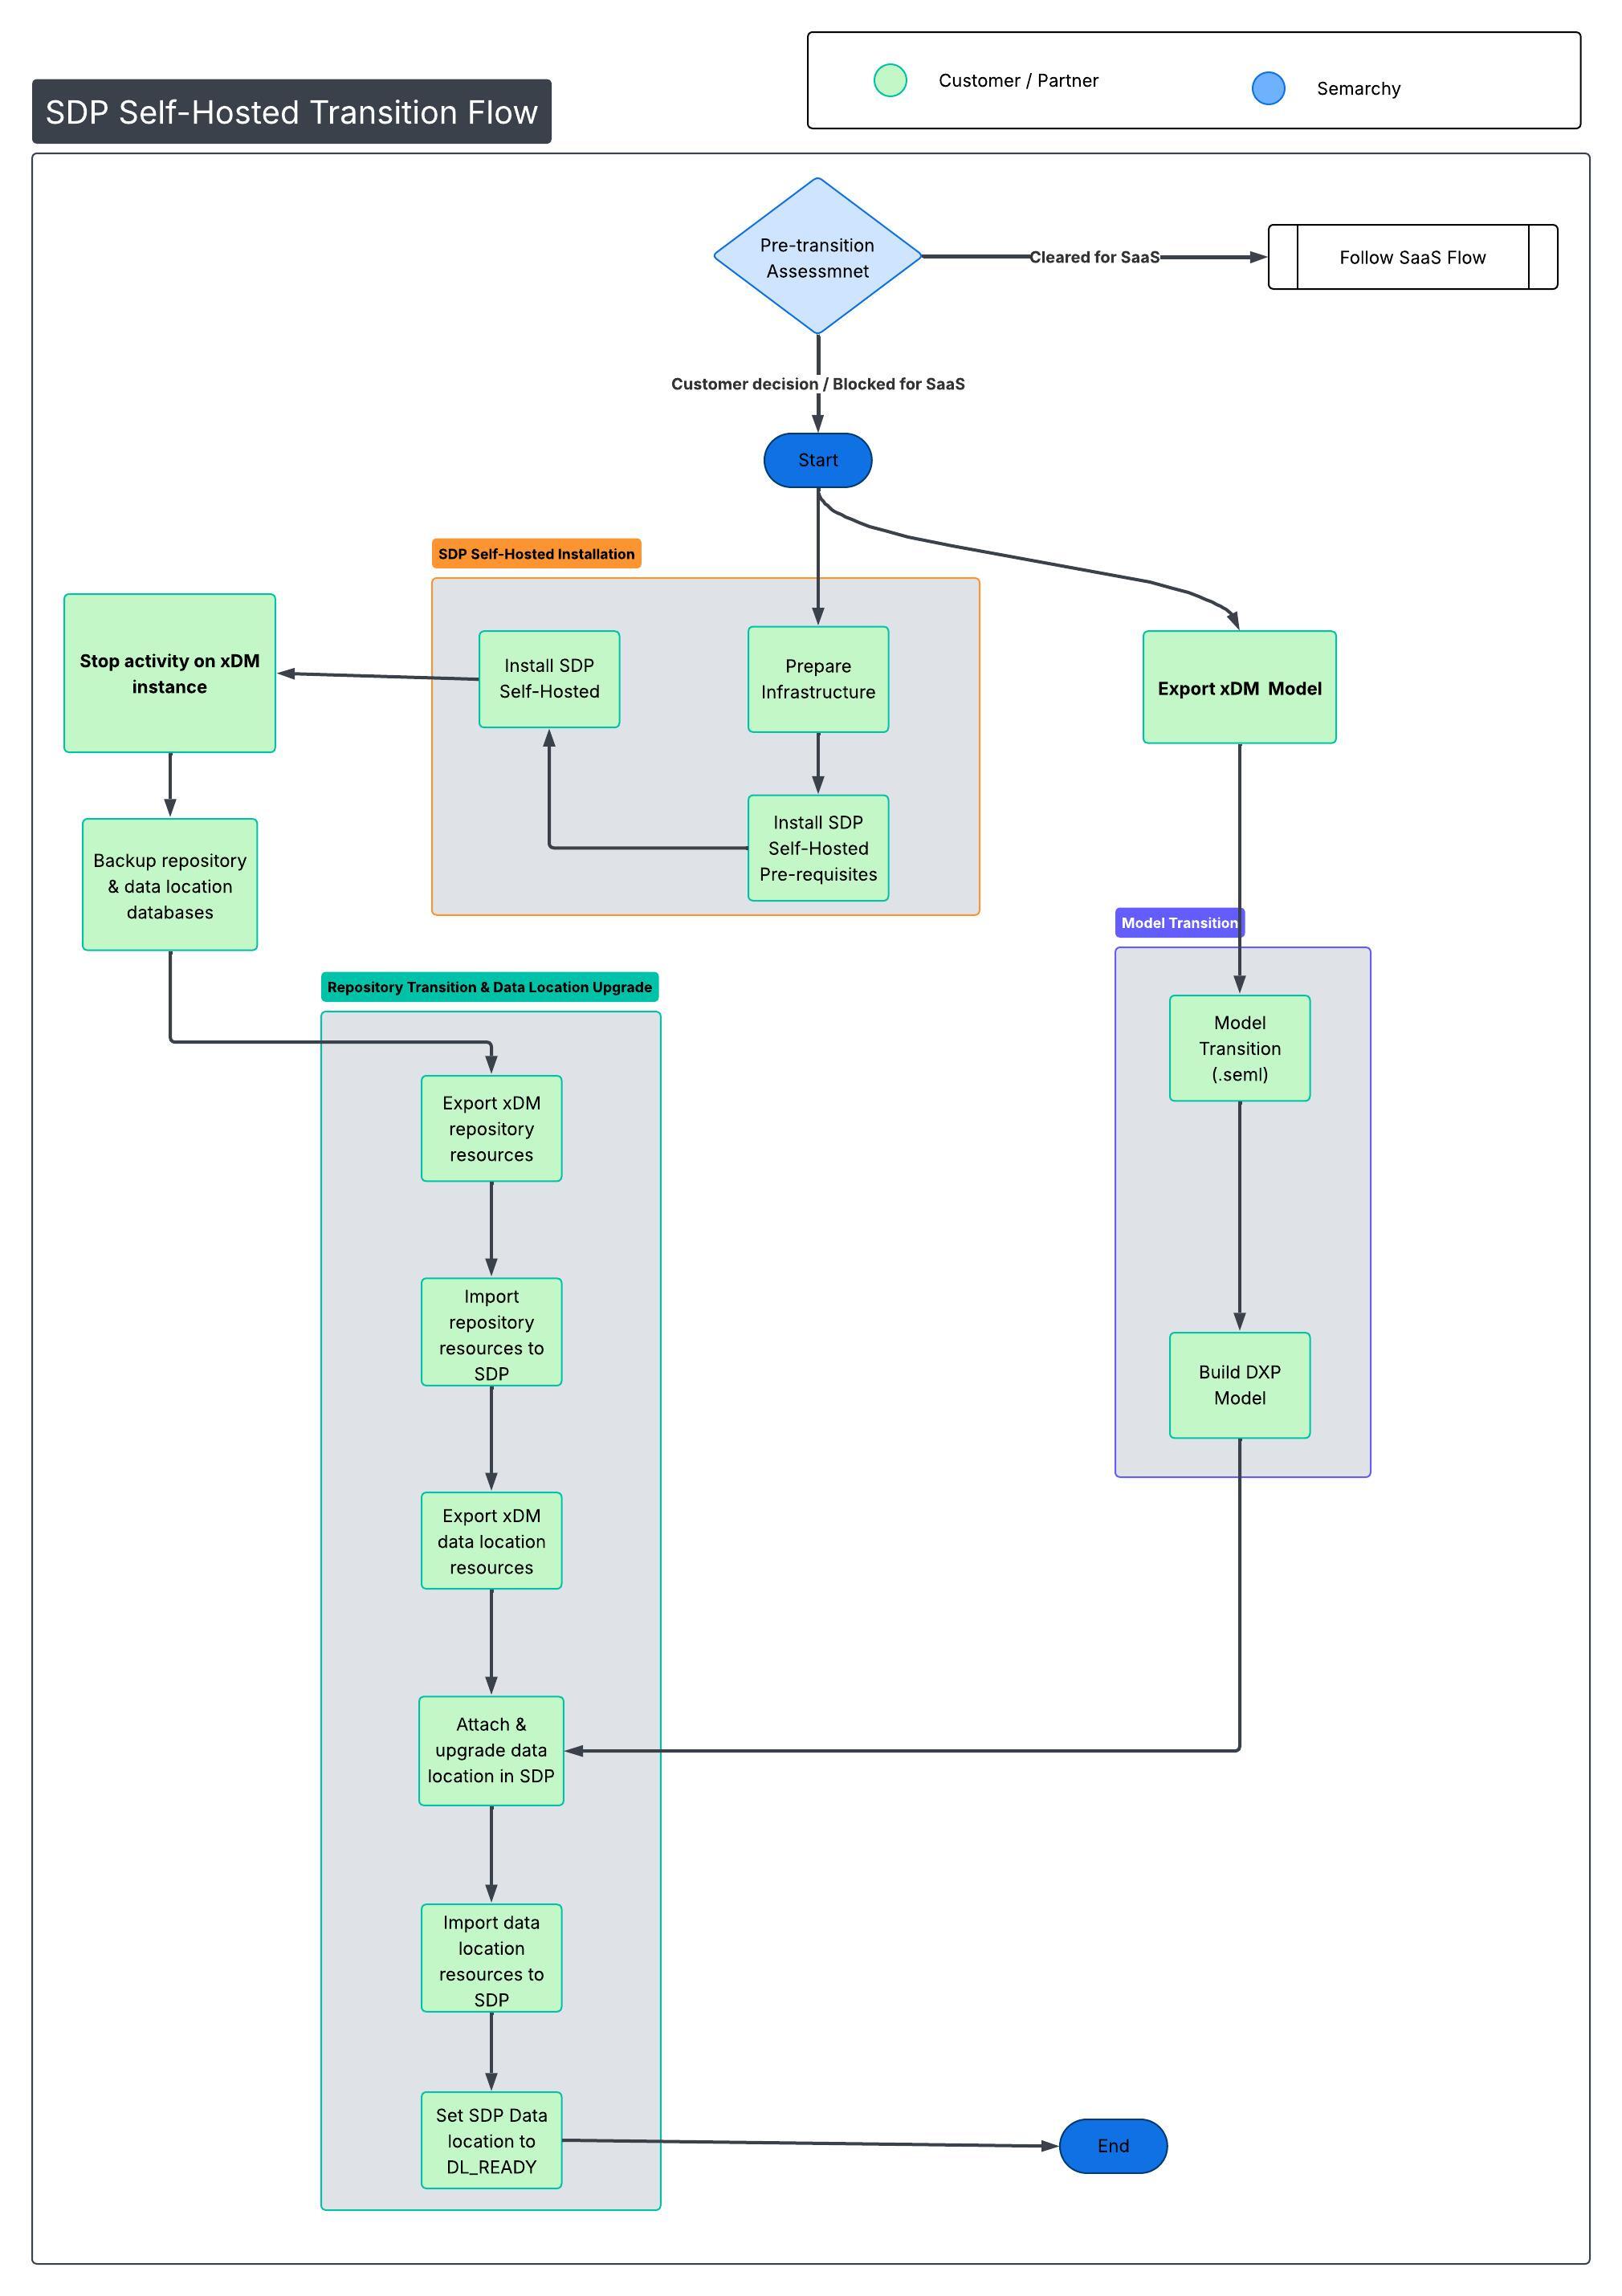 Customer / Partner
Semarchy
SDP Self-Hosted Transition Flow
Pre-transition
Assessmnet
Cleared for SaaS
Follow SaaS Flow
Customer decision / Blocked for SaaS
Start
SDP Self-Hosted Installation
Stop activity on xDM
instance
Install SDP
Self-Hosted
Prepare
Infrastructure
Export xDM  Model
Install SDP
Self-Hosted
Pre-requisites
Backup repository
& data location
databases
Model Transition
Repository Transition & Data Location Upgrade
Model
Transition
(.seml)
Export xDM
repository
resources
Import
repository
resources to
SDP
Build DXP
Model
Export xDM
data location
resources
Attach &
upgrade data
location in SDP
Import data
location
resources to
SDP
Set SDP Data
location to
DL_READY
End